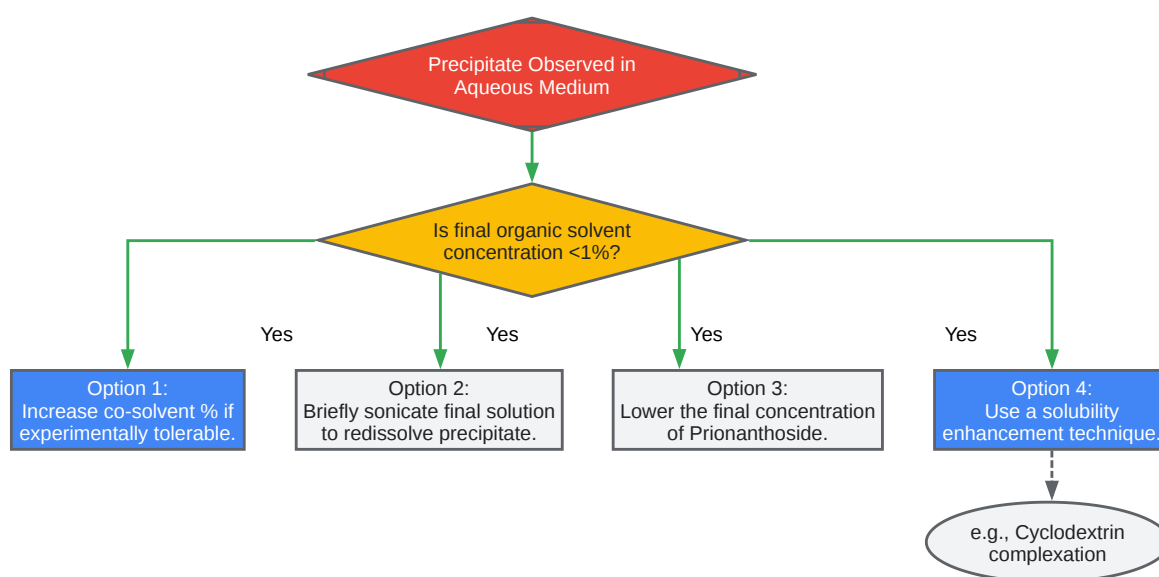 Precipitate Observed in
Aqueous Medium
Is final organic solvent
concentration <1%?
Yes
Yes
Yes
Yes
Option 1:
Increase co-solvent % if
experimentally tolerable.
Option 2:
Briefly sonicate final solution
to redissolve precipitate.
Option 3:
Lower the final concentration
of Prionanthoside.
Option 4:
Use a solubility
enhancement technique.
e.g., Cyclodextrin
complexation